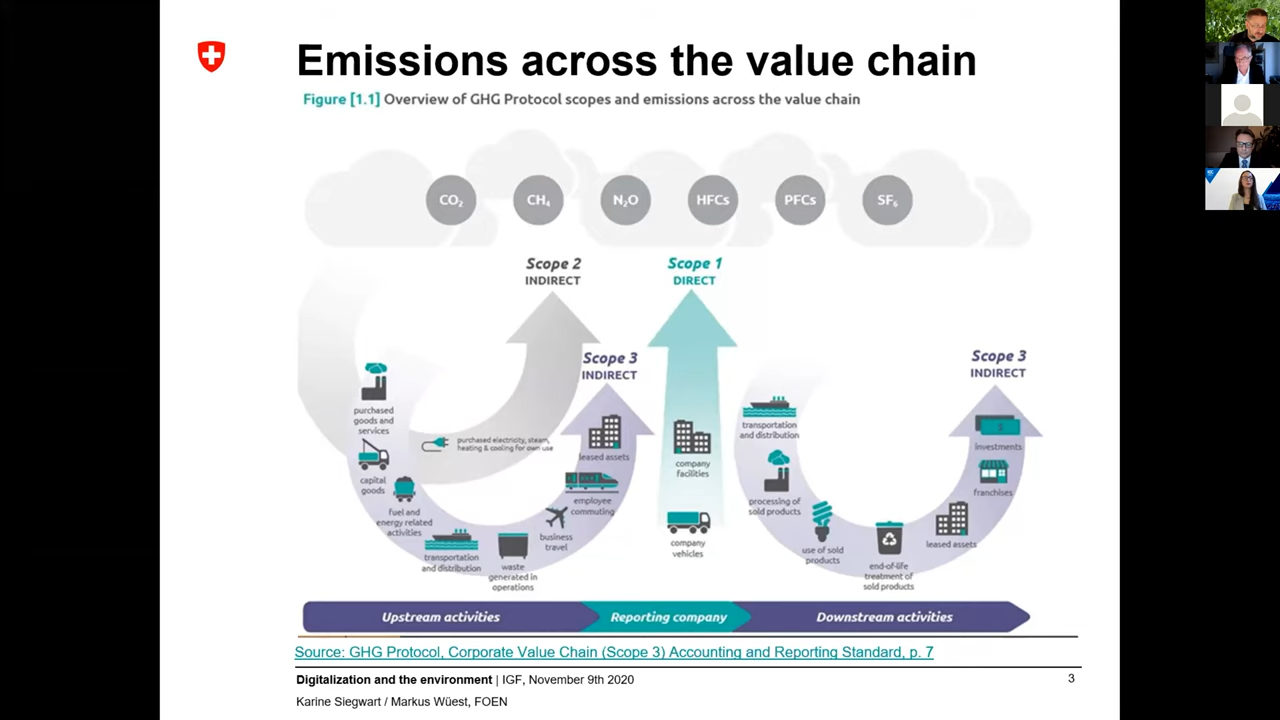 Emissions across the value chain
Figure [1.1] Overview of GHG Protocol scopes and emissions across the value chain
CO₂
CH₄
N₂O
HFCs
PFCs
SF₆
Scope 2
INDIRECT
Scope 1
DIRECT
Scope 3
INDIRECT
Scope 3
INDIRECT
purchased
goods and
services
capital
goods
fuel and
energy related
activities
transportation
and distribution
waste
generated in
operations
business
travel
employee
commuting
leased assets
purchased electricity, steam,
heating & cooling for own use
company
facilities
company
vehicles
transportation
and distribution
processing of
sold products
use of sold
products
end-of-life
treatment of
sold products
leased assets
franchises
investments
$
Upstream activities
Reporting company
Downstream activities
Source: GHG Protocol, Corporate Value Chain (Scope 3) Accounting and Reporting Standard, p. 7
Digitalization and the environment | IGF, November 9th 2020
3
Karine Siegwart / Markus Wüest, FOEN